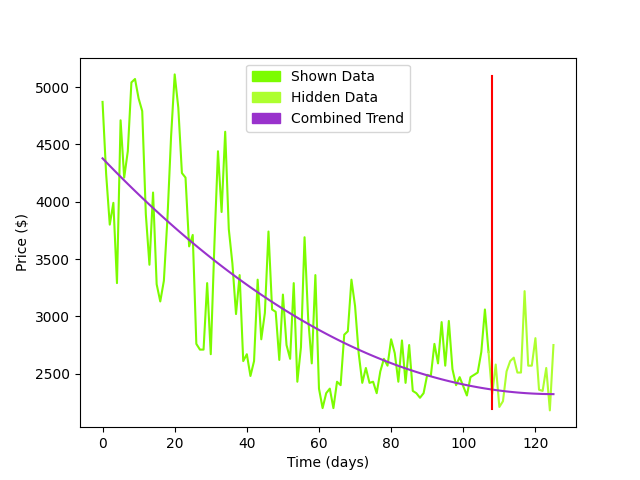 Shown Data
Hidden Data
Combined Trend
Price ($)
5000
4500
4000
3500
3000
2500
0 20 40 60 80 100 120
Time (days)